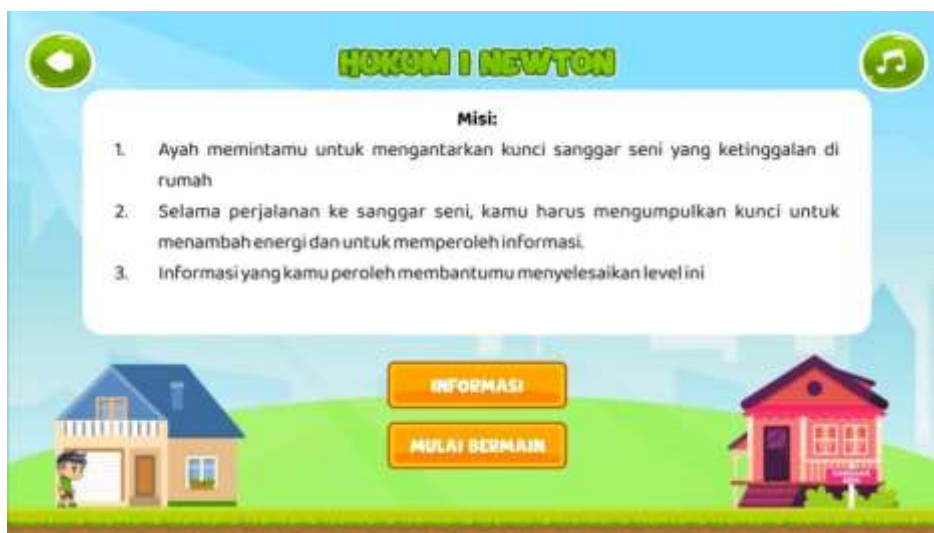 HUKUM I NEWTON
Misi:
1. Ayah memintamu untuk mengantarkan kunci sanggar seni yang ketinggalan di
rumah
2. Selama perjalanan ke sanggar seni, kamu harus mengumpulkan kunci untuk
menambah energi dan untuk memperoleh informasi.
3. Informasi yang kamu peroleh membantumu menyelesaikan level ini
INFORMASI
MULAI BERMAIN
SANGGAR